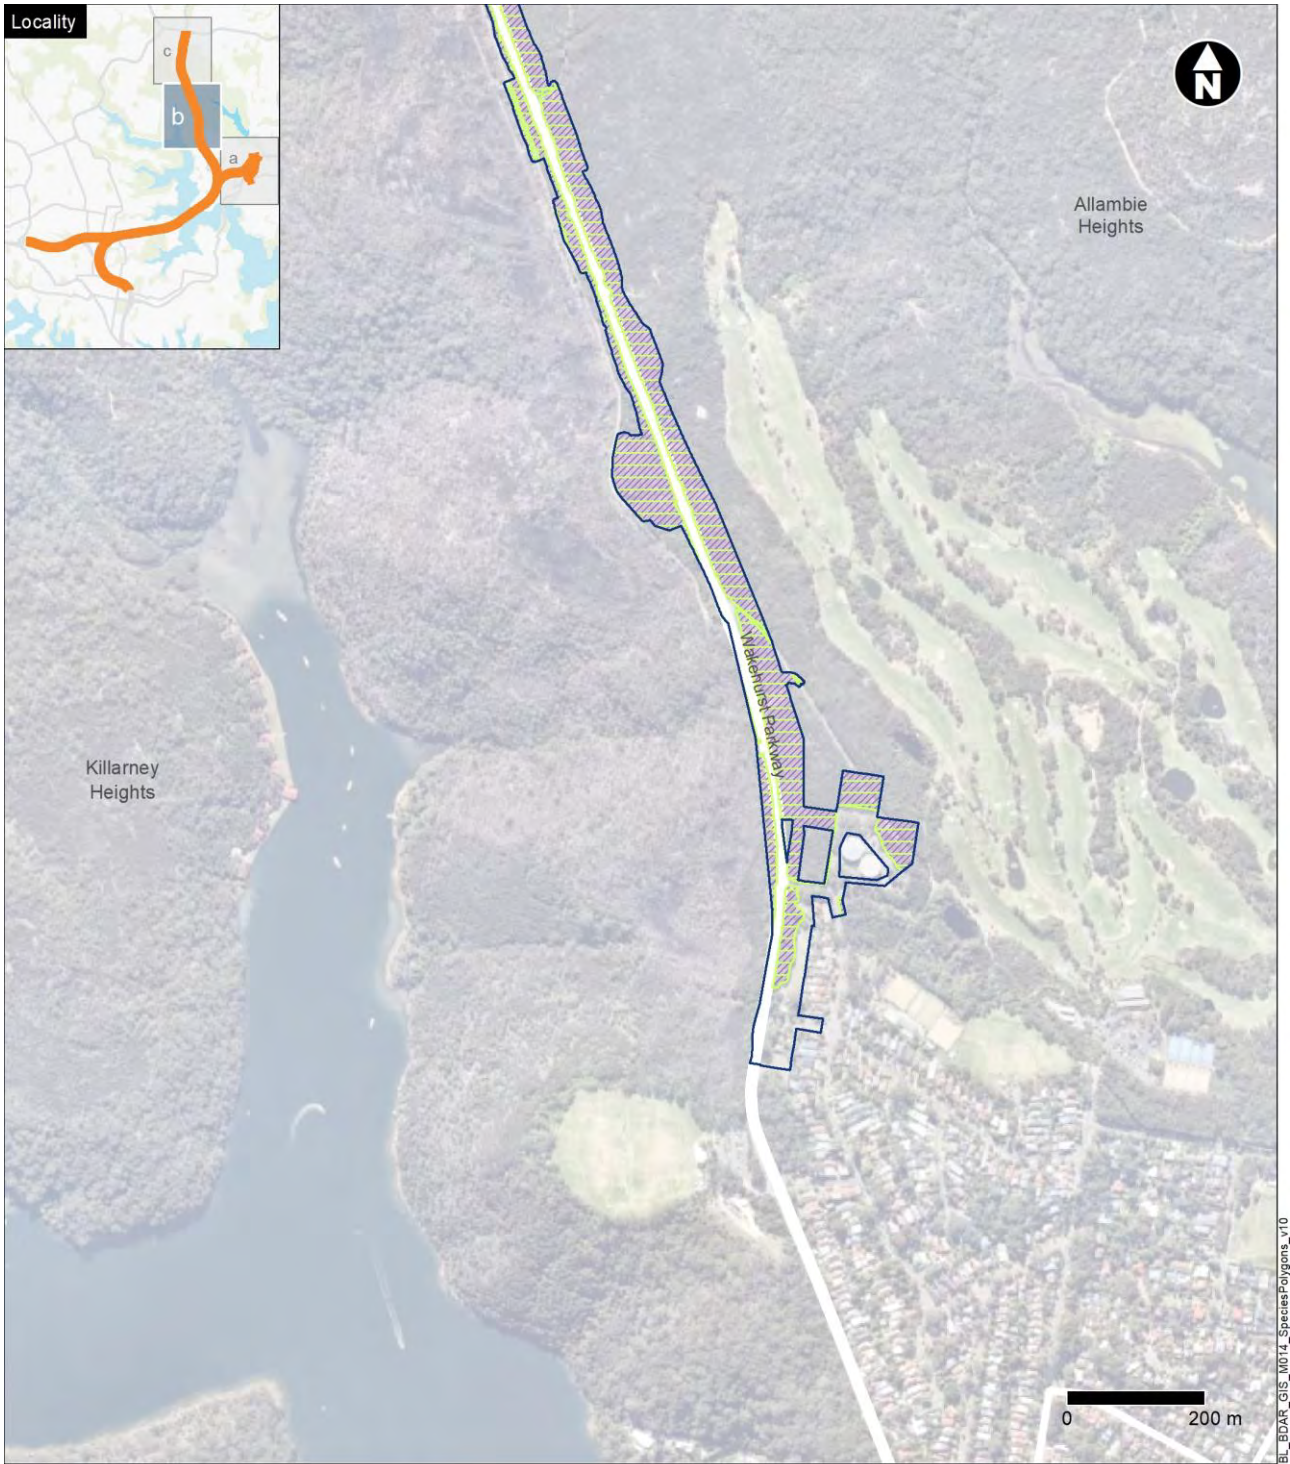 Locality
c
b
a
N
Allambie
Heights
Wakehurst Parkway
Killarney
Heights
0 200 m
BL_BDAR_GIS_M014_SpeciesPolygons_v10